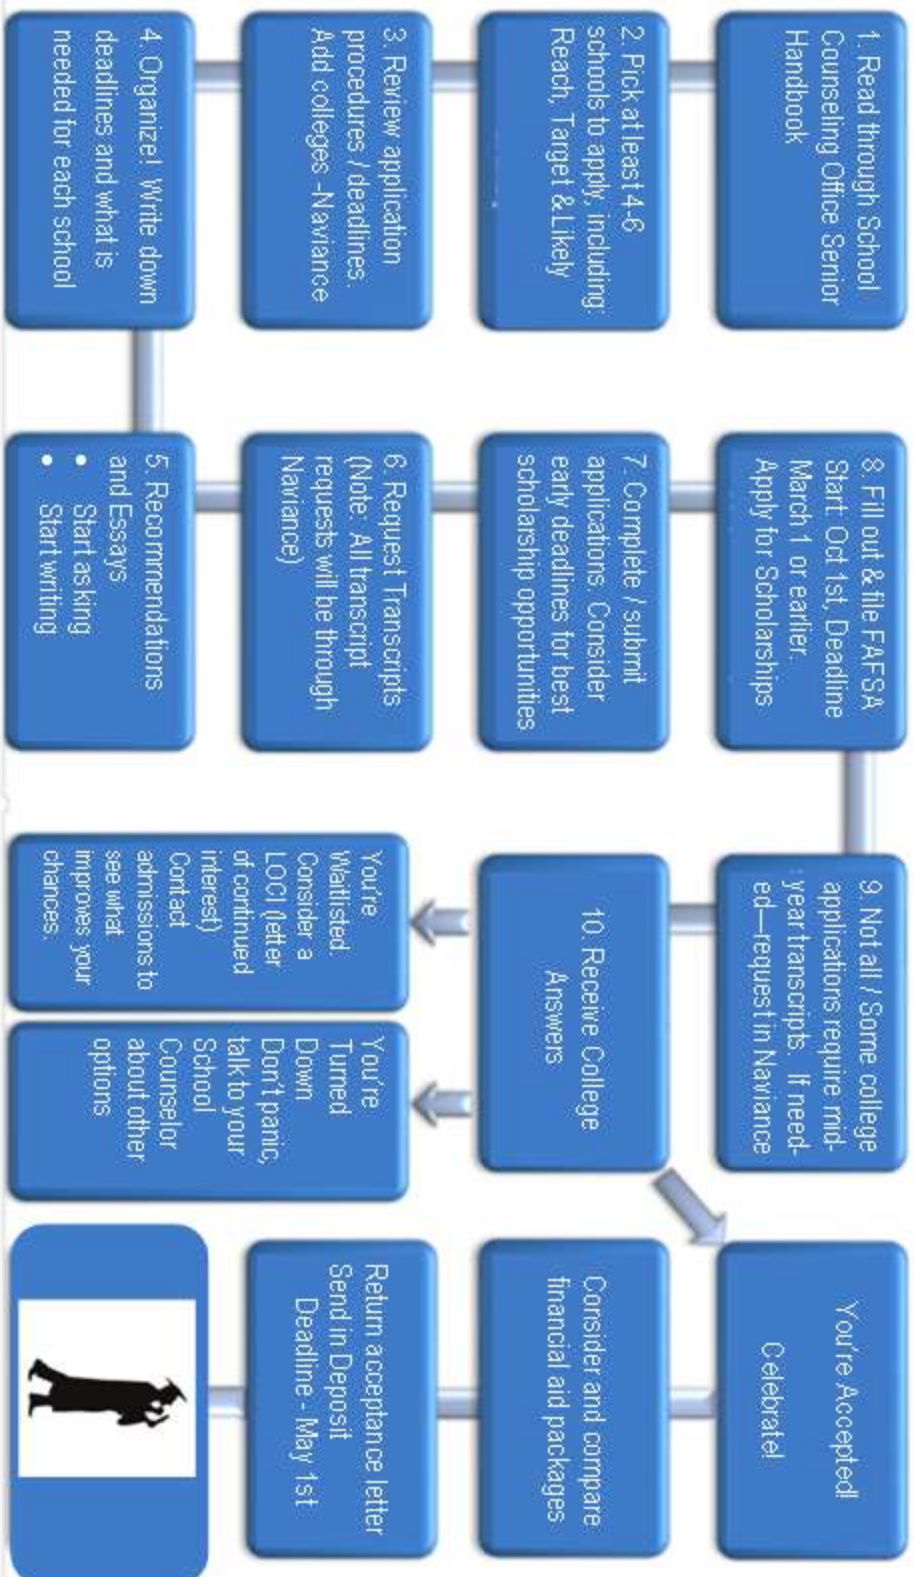 1. Read through School
Counseling Office Senior
Handbook
2. Pick at least 4-6
schools to apply, including:
Reach, Target & Likely
3. Review application
procedures / deadlines.
Add colleges -Naviance
4. Organize! Write down
deadlines and what is
needed for each school
5. Recommendations
and Essays
• Start asking
• Start writing
6. Request Transcripts
(Note: All transcript
requests will be through
Naviance)
7. Complete / submit
applications. Consider
early deadlines for best
scholarship opportunities
8. Fill out & file FAFSA
Start Oct 1st, Deadline
March 1 or earlier.
Apply for Scholarships
9. Not all / Some college
applications require mid-
year transcripts. If need-
ed—request in Naviance
10. Receive College
Answers
You're
Waitlisted.
Consider a
LOCI (letter
of continued
interest)
Contact
admissions to
see what
improves your
chances.
You're
Turned
Down
Don't panic,
talk to your
School
Counselor
about other
options
You're Accepted!
Celebrate!
Consider and compare
financial aid packages
Return acceptance letter
Send in Deposit
Deadline - May 1st